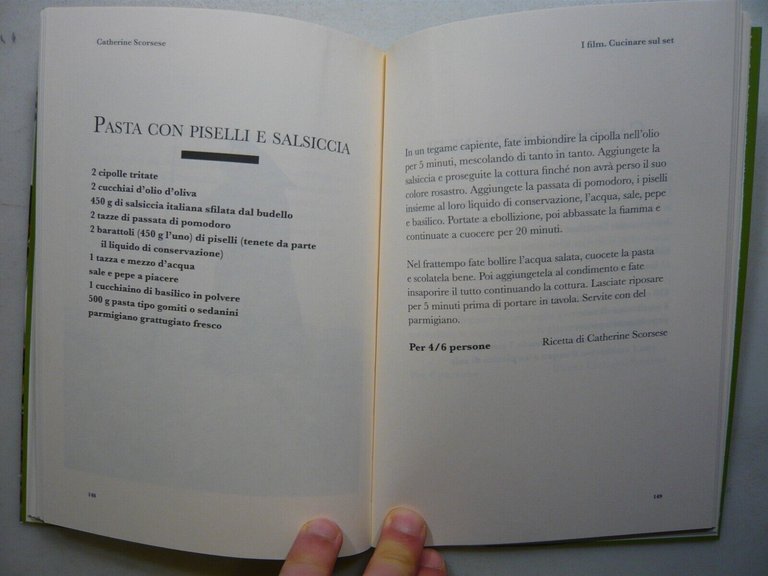 Catherine Scorsese
PASTA CON PISELLI E SALSICCIA
2 cipolle tritate
2 cucchiai d'olio d'oliva
450 g di salsiccia italiana sfilata dal budello
2 tazze di passata di pomodoro
2 barattoli (450 g l'uno) di piselli (tenete da parte
il liquido di conservazione)
1 tazza e mezzo d'acqua
sale e pepe a piacere
1 cucchiaino di basilico in polvere
500 g pasta tipo gomiti o sedanini
parmigiano grattugiato fresco
148
I film. Cucinare sul set
In un tegame capiente, fate imbiondire la cipolla nell'olio
per 5 minuti, mescolando di tanto in tanto. Aggiungete la
salsiccia e proseguite la cottura finché non avrà perso il suo
colore rosastro. Aggiungete la passata di pomodoro, i piselli
insieme al loro liquido di conservazione, l'acqua, sale, pepe
e basilico. Portate a ebollizione, poi abbassate la fiamma e
continuate a cuocere per 20 minuti.
Nel frattempo fate bollire l'acqua salata, cuocete la pasta
e scolatela bene. Poi aggiungetela al condimento e fate
insaporire il tutto continuando la cottura. Lasciate riposare
per 5 minuti prima di portare in tavola. Servite con del
parmigiano.
Per 4/6 persone Ricetta di Catherine Scorsese
149